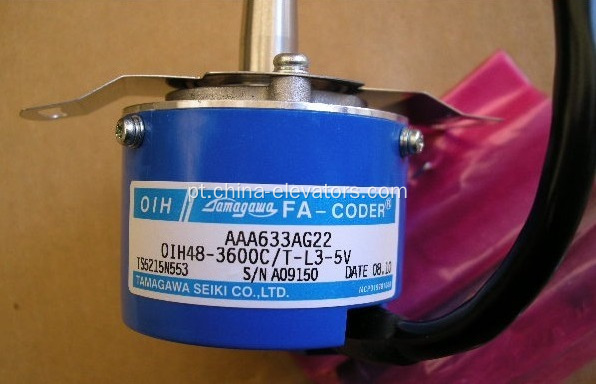 OIH Tamagawa FA-CODER®
AAA633AG22
OIH48-3600C/T-L3-5V
TS5215N553 S/N A09150 DATE 08.10
TAMAGAWA SEIKI CO.,LTD.
pt.china-elevators.com